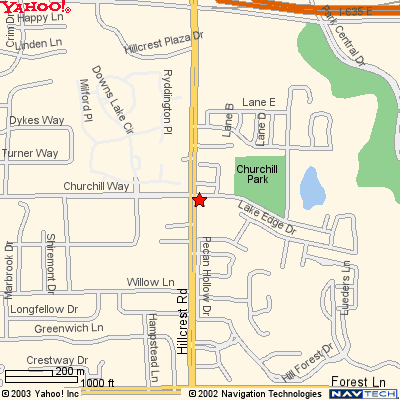 YAHOO!
I-635 E
Crim Dr
Happy Ln
Linden Ln
Hillcrest Plaza Dr
Park Central Dr
Downs Lake Cir
Milford Pl
Ryddington Pl
Lane E
Lane B
Lane D
Dykes Way
Turner Way
Churchill Way
Churchill
Park
Lake Edge Dr
Marbrook Dr
Shiremont Dr
Willow Ln
Pecan Hollow Dr
Lueders Ln
Longfellow Dr
Greenwich Ln
Hampstead Ln
Hillcrest Rd
Hill Forest Dr
Crestway Dr
200 m
1000 ft
Forest Ln
©2003 Yahoo! Inc
©2002 Navigation Technologies
NAVTECH